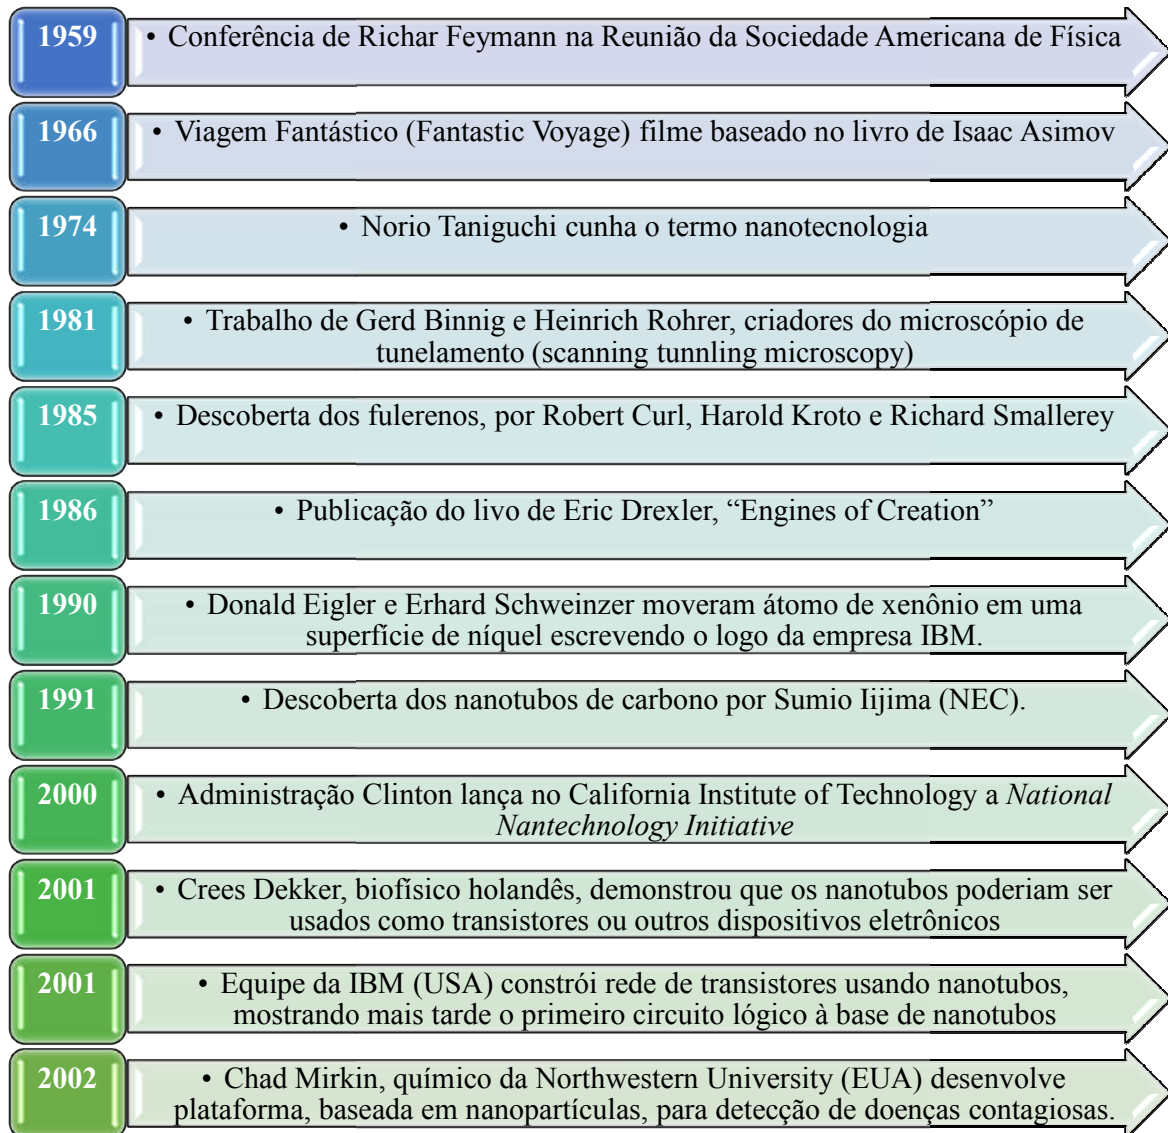 1959
• Conferência de Richar Feymann na Reunião da Sociedade Americana de Física
1966
• Viagem Fantástico (Fantastic Voyage) filme baseado no livro de Isaac Asimov
1974
• Norio Taniguchi cunha o termo nanotecnologia
1981
• Trabalho de Gerd Binnig e Heinrich Rohrer, criadores do microscópio de
tunelamento (scanning tunnling microscopy)
1985
• Descoberta dos fulerenos, por Robert Curl, Harold Kroto e Richard Smallerey
1986
• Publicação do livo de Eric Drexler, “Engines of Creation”
1990
• Donald Eigler e Erhard Schweinzer moveram átomo de xenônio em uma
superfície de níquel escrevendo o logo da empresa IBM.
1991
• Descoberta dos nanotubos de carbono por Sumio Iijima (NEC).
2000
• Administração Clinton lança no California Institute of Technology a National
Nantechnology Initiative
2001
• Crees Dekker, biofísico holandês, demonstrou que os nanotubos poderiam ser
usados como transistores ou outros dispositivos eletrônicos
2001
• Equipe da IBM (USA) constrói rede de transistores usando nanotubos,
mostrando mais tarde o primeiro circuito lógico à base de nanotubos
2002
• Chad Mirkin, químico da Northwestern University (EUA) desenvolve
plataforma, baseada em nanopartículas, para detecção de doenças contagiosas.